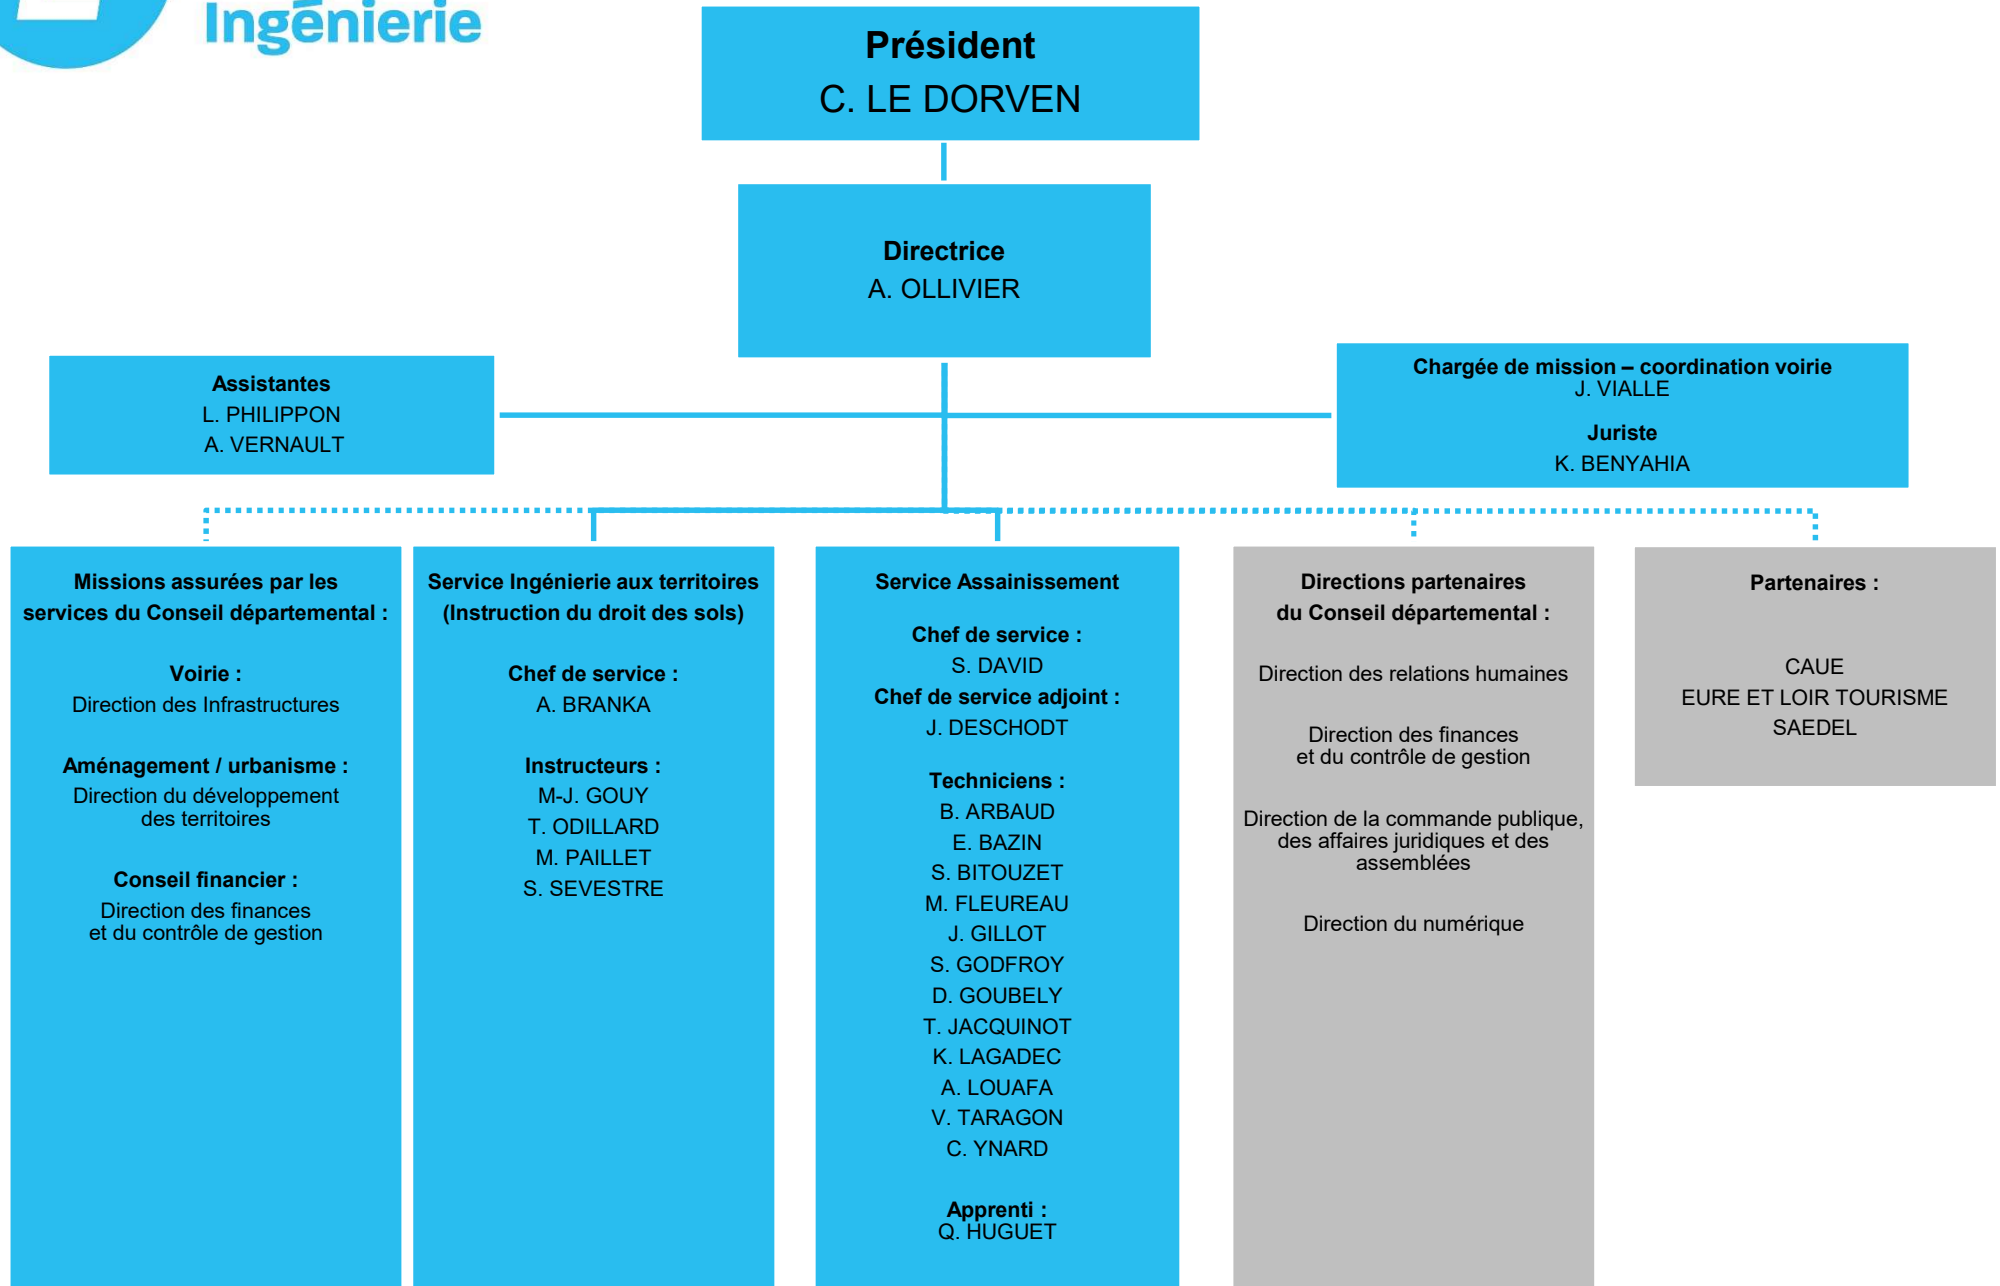 Ingénierie
Président
C. LE DORVEN
Directrice
A. OLLIVIER
Assistantes
L. PHILIPPON
A. VERNAULT
Chargée de mission – coordination voirie
J. VIALLE
Juriste
K. BENYAHIA
Missions assurées par les
services du Conseil départemental :
Voirie :
Direction des Infrastructures
Aménagement / urbanisme :
Direction du développement
des territoires
Conseil financier :
Direction des finances
et du contrôle de gestion
Service Ingénierie aux territoires
(Instruction du droit des sols)
Chef de service :
A. BRANKA
Instructeurs :
M-J. GOUY
T. ODILLARD
M. PAILLET
S. SEVESTRE
Service Assainissement
Chef de service :
S. DAVID
Chef de service adjoint :
J. DESCHODT
Techniciens :
B. ARBAUD
E. BAZIN
S. BITOUZET
M. FLEUREAU
J. GILLOT
S. GODFROY
D. GOUBELY
T. JACQUINOT
K. LAGADEC
A. LOUAFA
V. TARAGON
C. YNARD
Apprenti :
Q. HUGUET
Directions partenaires
du Conseil départemental :
Direction des relations humaines
Direction des finances
et du contrôle de gestion
Direction de la commande publique,
des affaires juridiques et des
assemblées
Direction du numérique
Partenaires :
CAUE
EURE ET LOIR TOURISME
SAEDEL